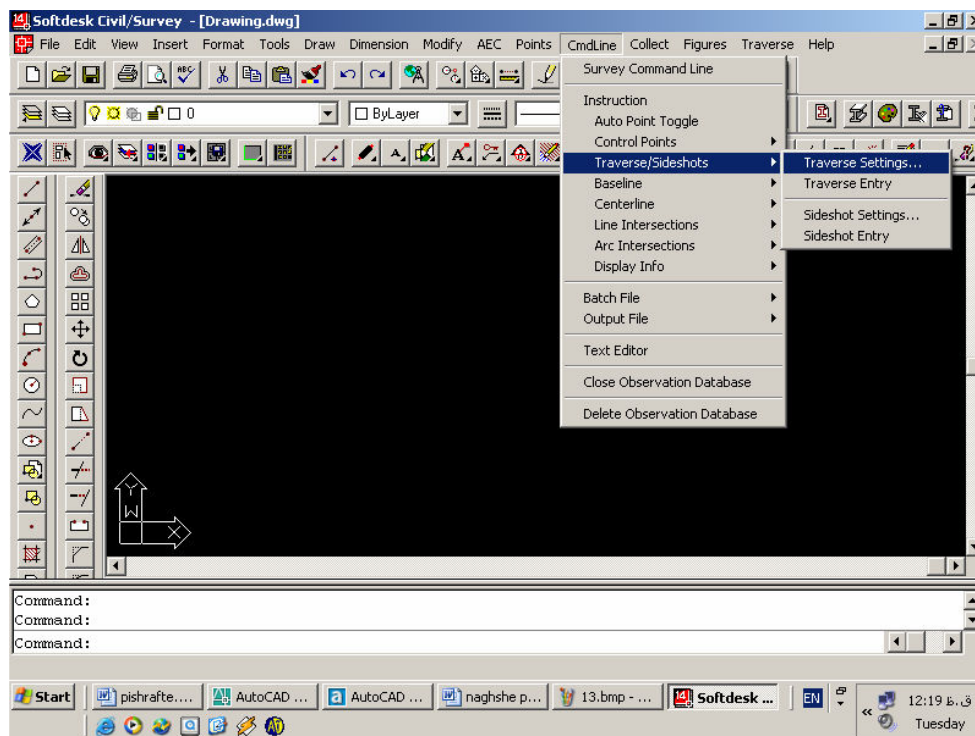 Softdesk Civil/Survey - [Drawing.dwg]
File Edit View Insert Format Tools Draw Dimension Modify AEC Points CmdLine Collect Figures Traverse Help
0 ByLayer
Survey Command Line
Instruction
Auto Point Toggle
Control Points
Traverse/Sideshots
Baseline
Centerline
Line Intersections
Arc Intersections
Display Info
Batch File
Output File
Text Editor
Close Observation Database
Delete Observation Database
Traverse Settings...
Traverse Entry
Sideshot Settings...
Sideshot Entry
Y
W
X
Command:
Command:
Command:
Start pishrafte.... AutoCAD ... AutoCAD ... naghshe p... 13.bmp - ... Softdesk ... EN 12:19 ق.ظ
Tuesday